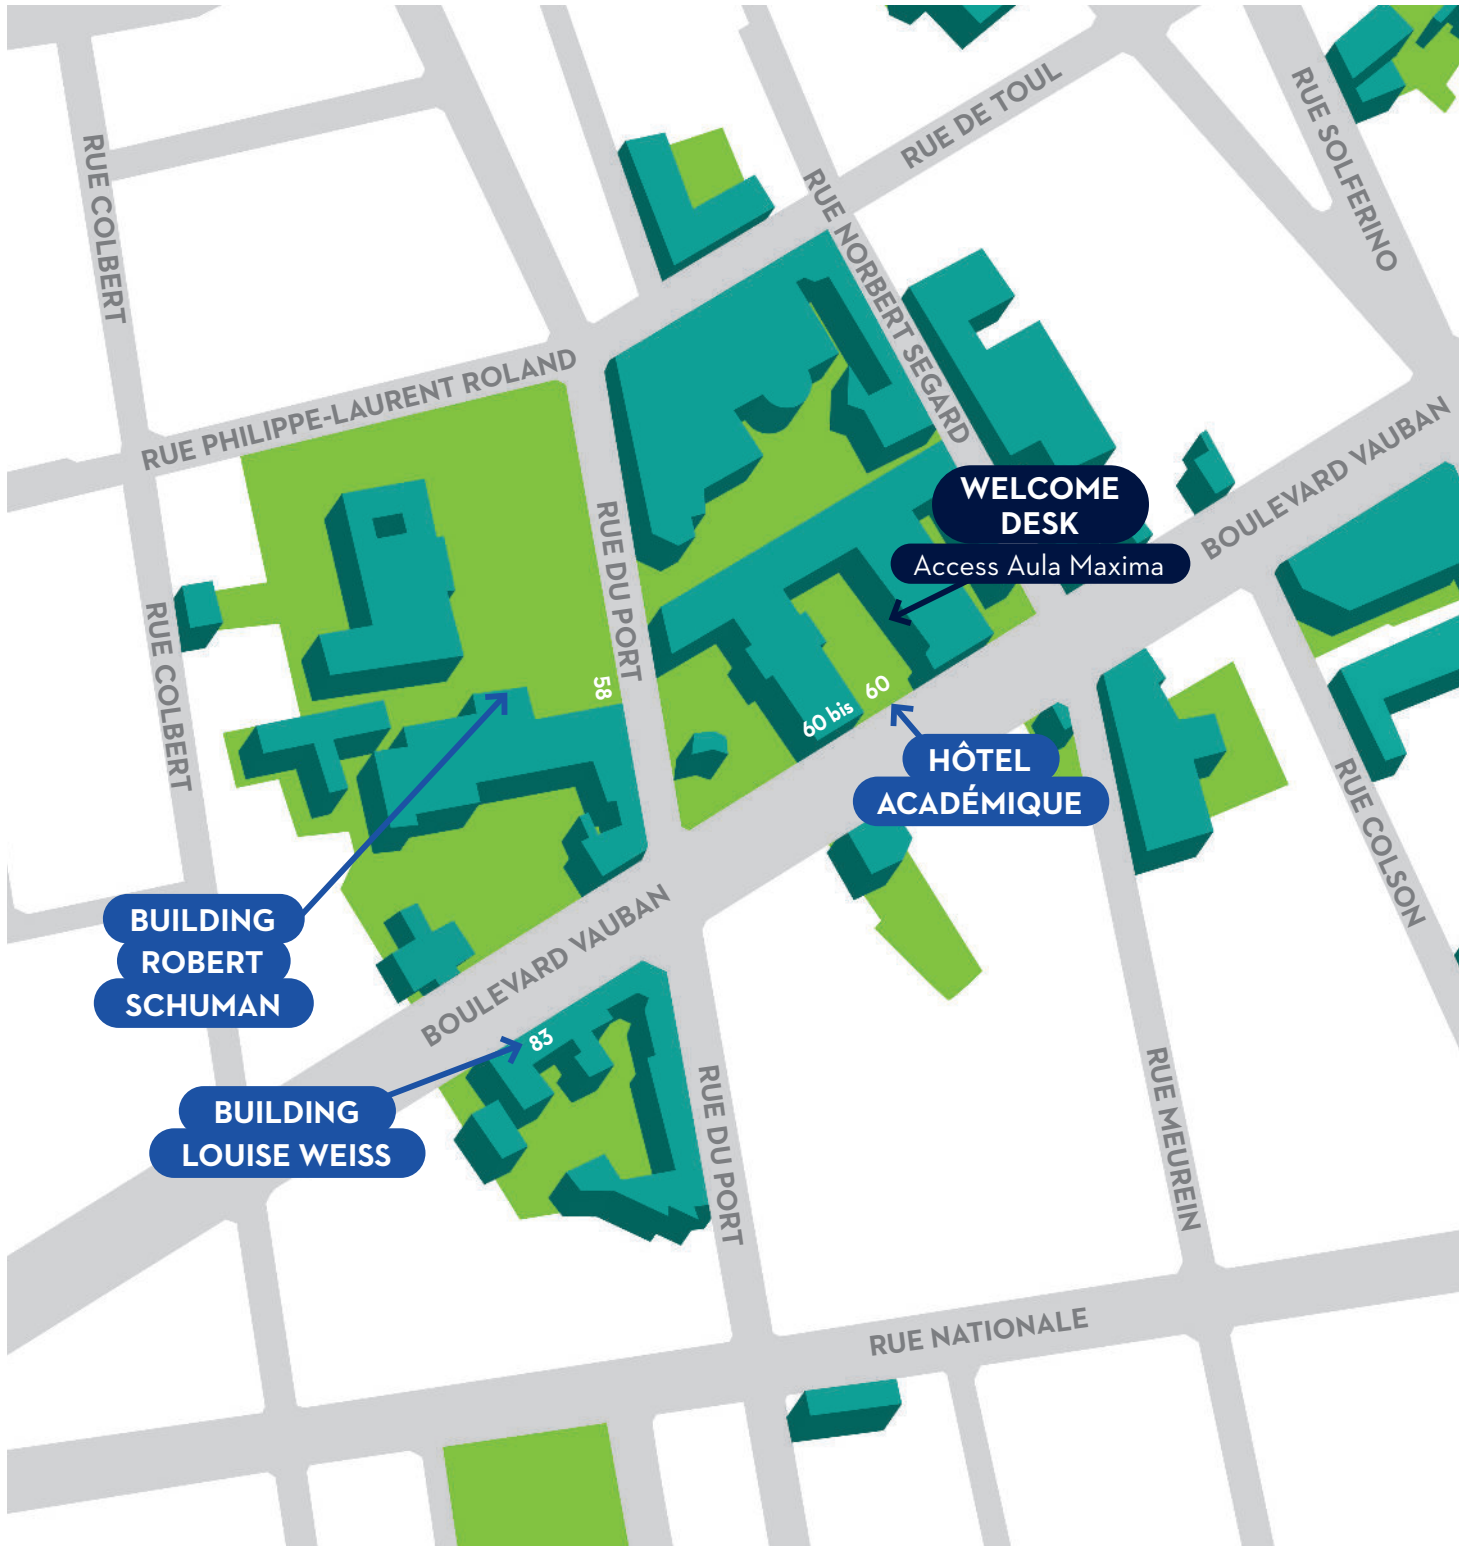 RUE DE TOUL
RUE SOLFERINO
RUE COLBERT
RUE NORBERT SEGARD
RUE PHILIPPE-LAURENT ROLAND
BOULEVARD VAUBAN
WELCOME
DESK
Access Aula Maxima
RUE DU PORT
RUE COLBERT
58
60
60 bis
HÔTEL
ACADÉMIQUE
RUE COLSON
BUILDING
ROBERT
SCHUMAN
BOULEVARD VAUBAN
83
BUILDING
LOUISE WEISS
RUE DU PORT
RUE MEUREIN
RUE NATIONALE